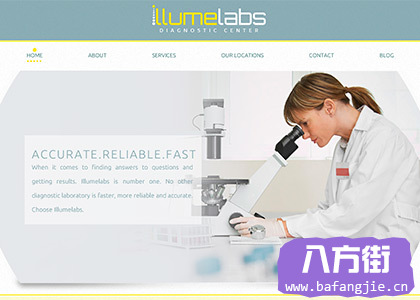 illumelabs
DIAGNOSTIC CENTER
HOME ABOUT SERVICES OUR LOCATIONS CONTACT BLOG
ACCURATE.RELIABLE.FAST
When it comes to finding answers to questions and
getting results, Illumelabs is number one. No other
diagnostic laboratory is faster, more reliable and accurate.
Choose Illumelabs.
八方街
www.bafangjie.cn